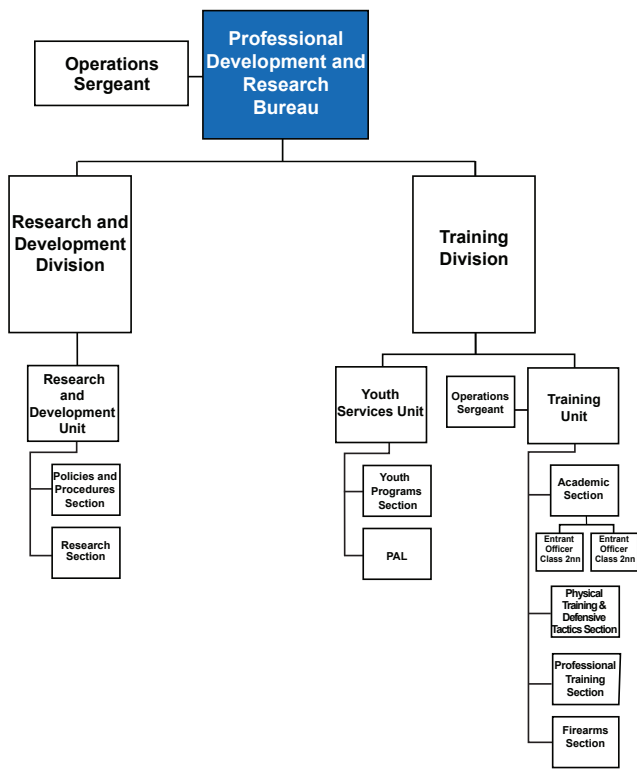 Professional
Development and
Research
Bureau
Operations
Sergeant
Research and
Development
Division
Training
Division
Research
and
Development
Unit
Policies and
Procedures
Section
Research
Section
Youth
Services Unit
Youth
Programs
Section
PAL
Operations
Sergeant
Training
Unit
Academic
Section
Entrant
Officer
Class 2nn
Entrant
Officer
Class 2nn
Physical
Training &
Defensive
Tactics Section
Professional
Training
Section
Firearms
Section